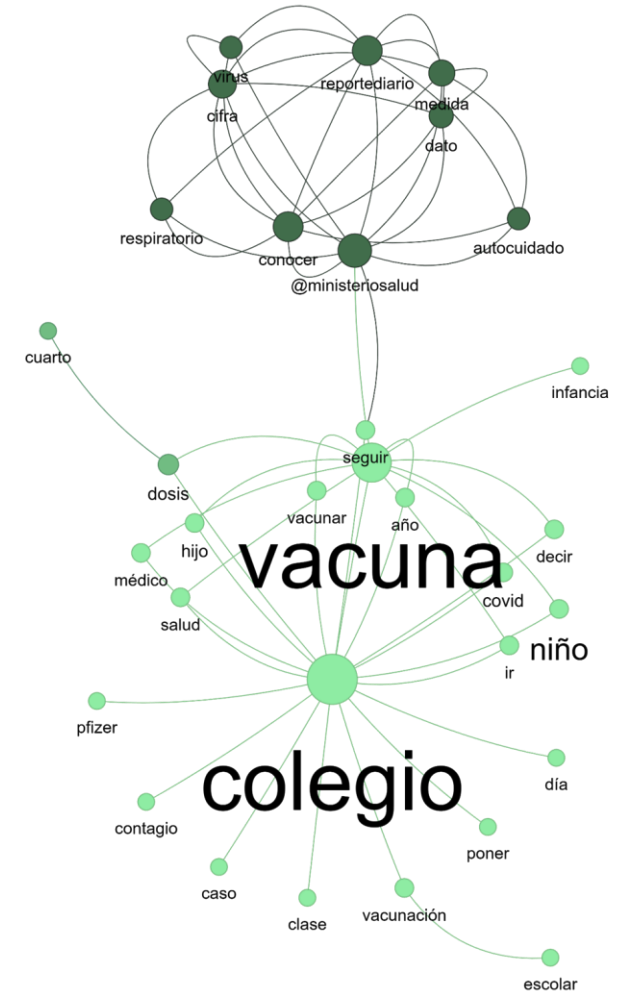 virus
reportediario
medida
cifra
dato
respiratorio
conocer
autocuidado
@ministeriosalud
cuarto
infancia
seguir
dosis
vacunar
año
hijo
vacuna
decir
médico
covid
salud
niño
ir
pfizer
colegio
día
contagio
poner
caso
clase
vacunación
escolar